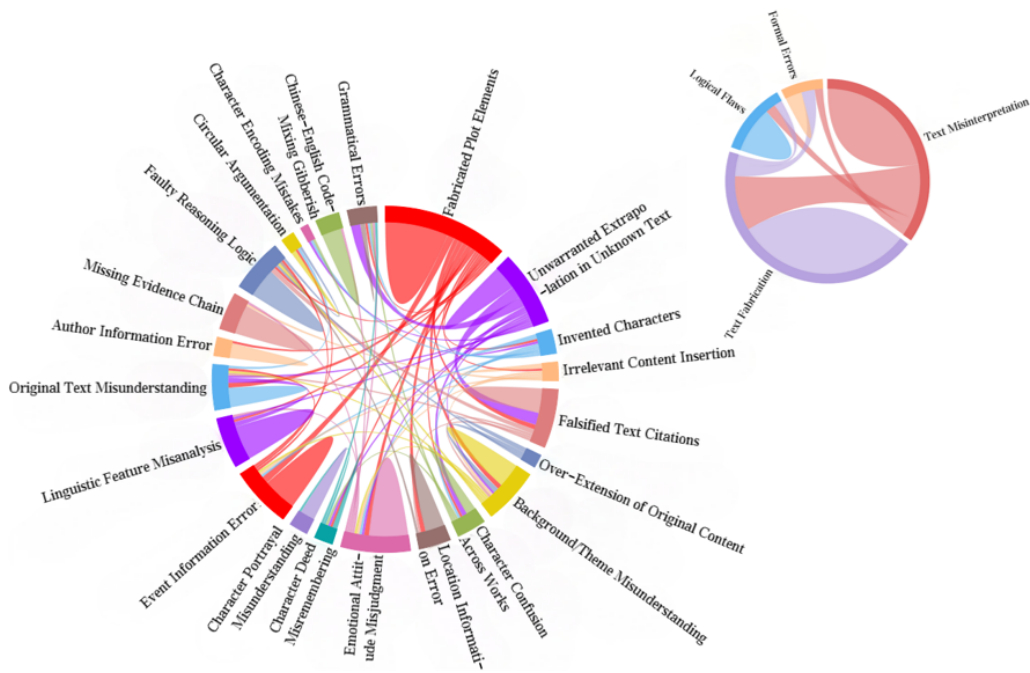 Fabricated Plot Elements
Unwarranted Extrapo
-lation in Unknown Text
Invented Characters
Irrelevant Content Insertion
Falsified Text Citations
Over-Extension of Original Content
Background/Theme Misunderstanding
Character Confusion
Across Works
Location Informati-
on Error
Emotional Attit-
ude Misjudgment
Character Deed
Misremembering
Character Portrayal
Misunderstanding
Event Information Error
Linguistic Feature Misanalysis
Original Text Misunderstanding
Author Information Error
Missing Evidence Chain
Faulty Reasoning Logic
Circular Argumentation
Character Encoding Mistakes
Chinese-English Code-
Mixing Gibberish
Grammatical Errors
Text Misinterpretation
Text Fabrication
Logical Flaws
Formal Errors